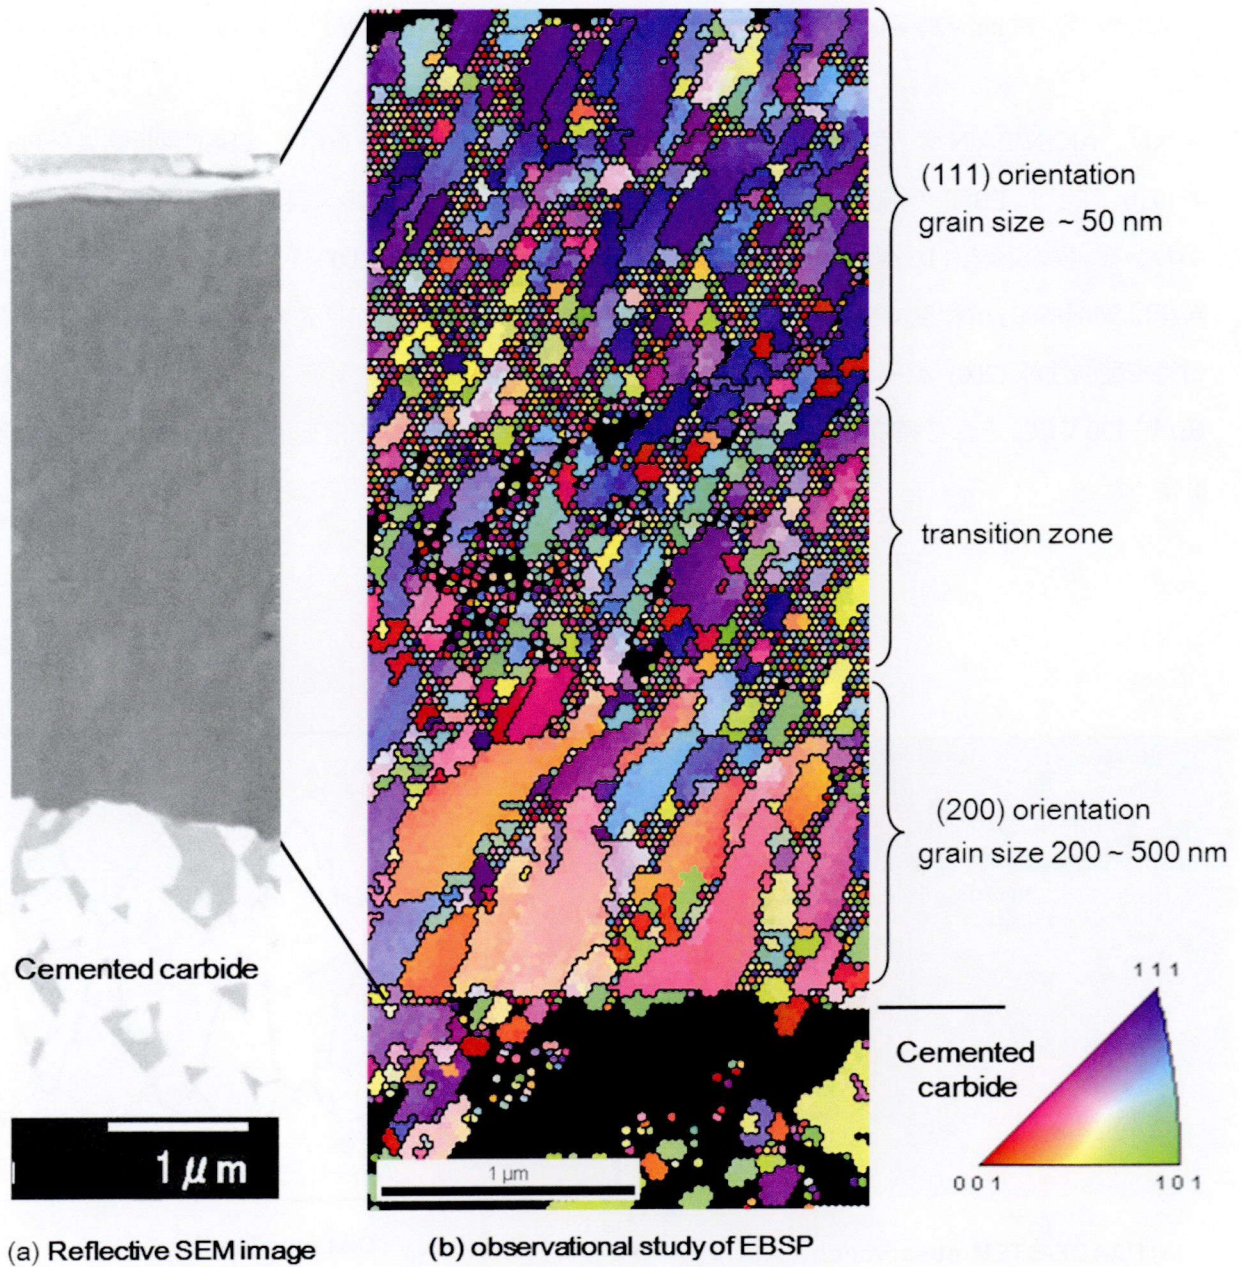 (111) orientation
grain size ~ 50 nm
transition zone
(200) orientation
grain size 200 ~ 500 nm
Cemented carbide
1 1 1
Cemented
carbide
0 0 1
1 0 1
1 μm
1 μm
(a) Reflective SEM image
(b) observational study of EBSP